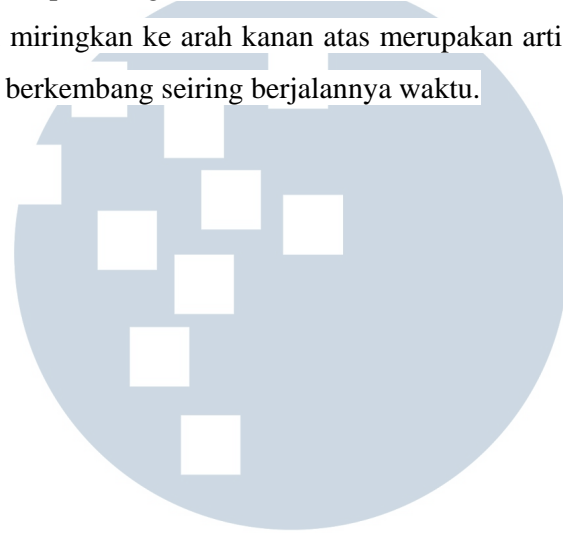 miringkan ke arah kanan atas merupakan arti
berkembang seiring berjalannya waktu.